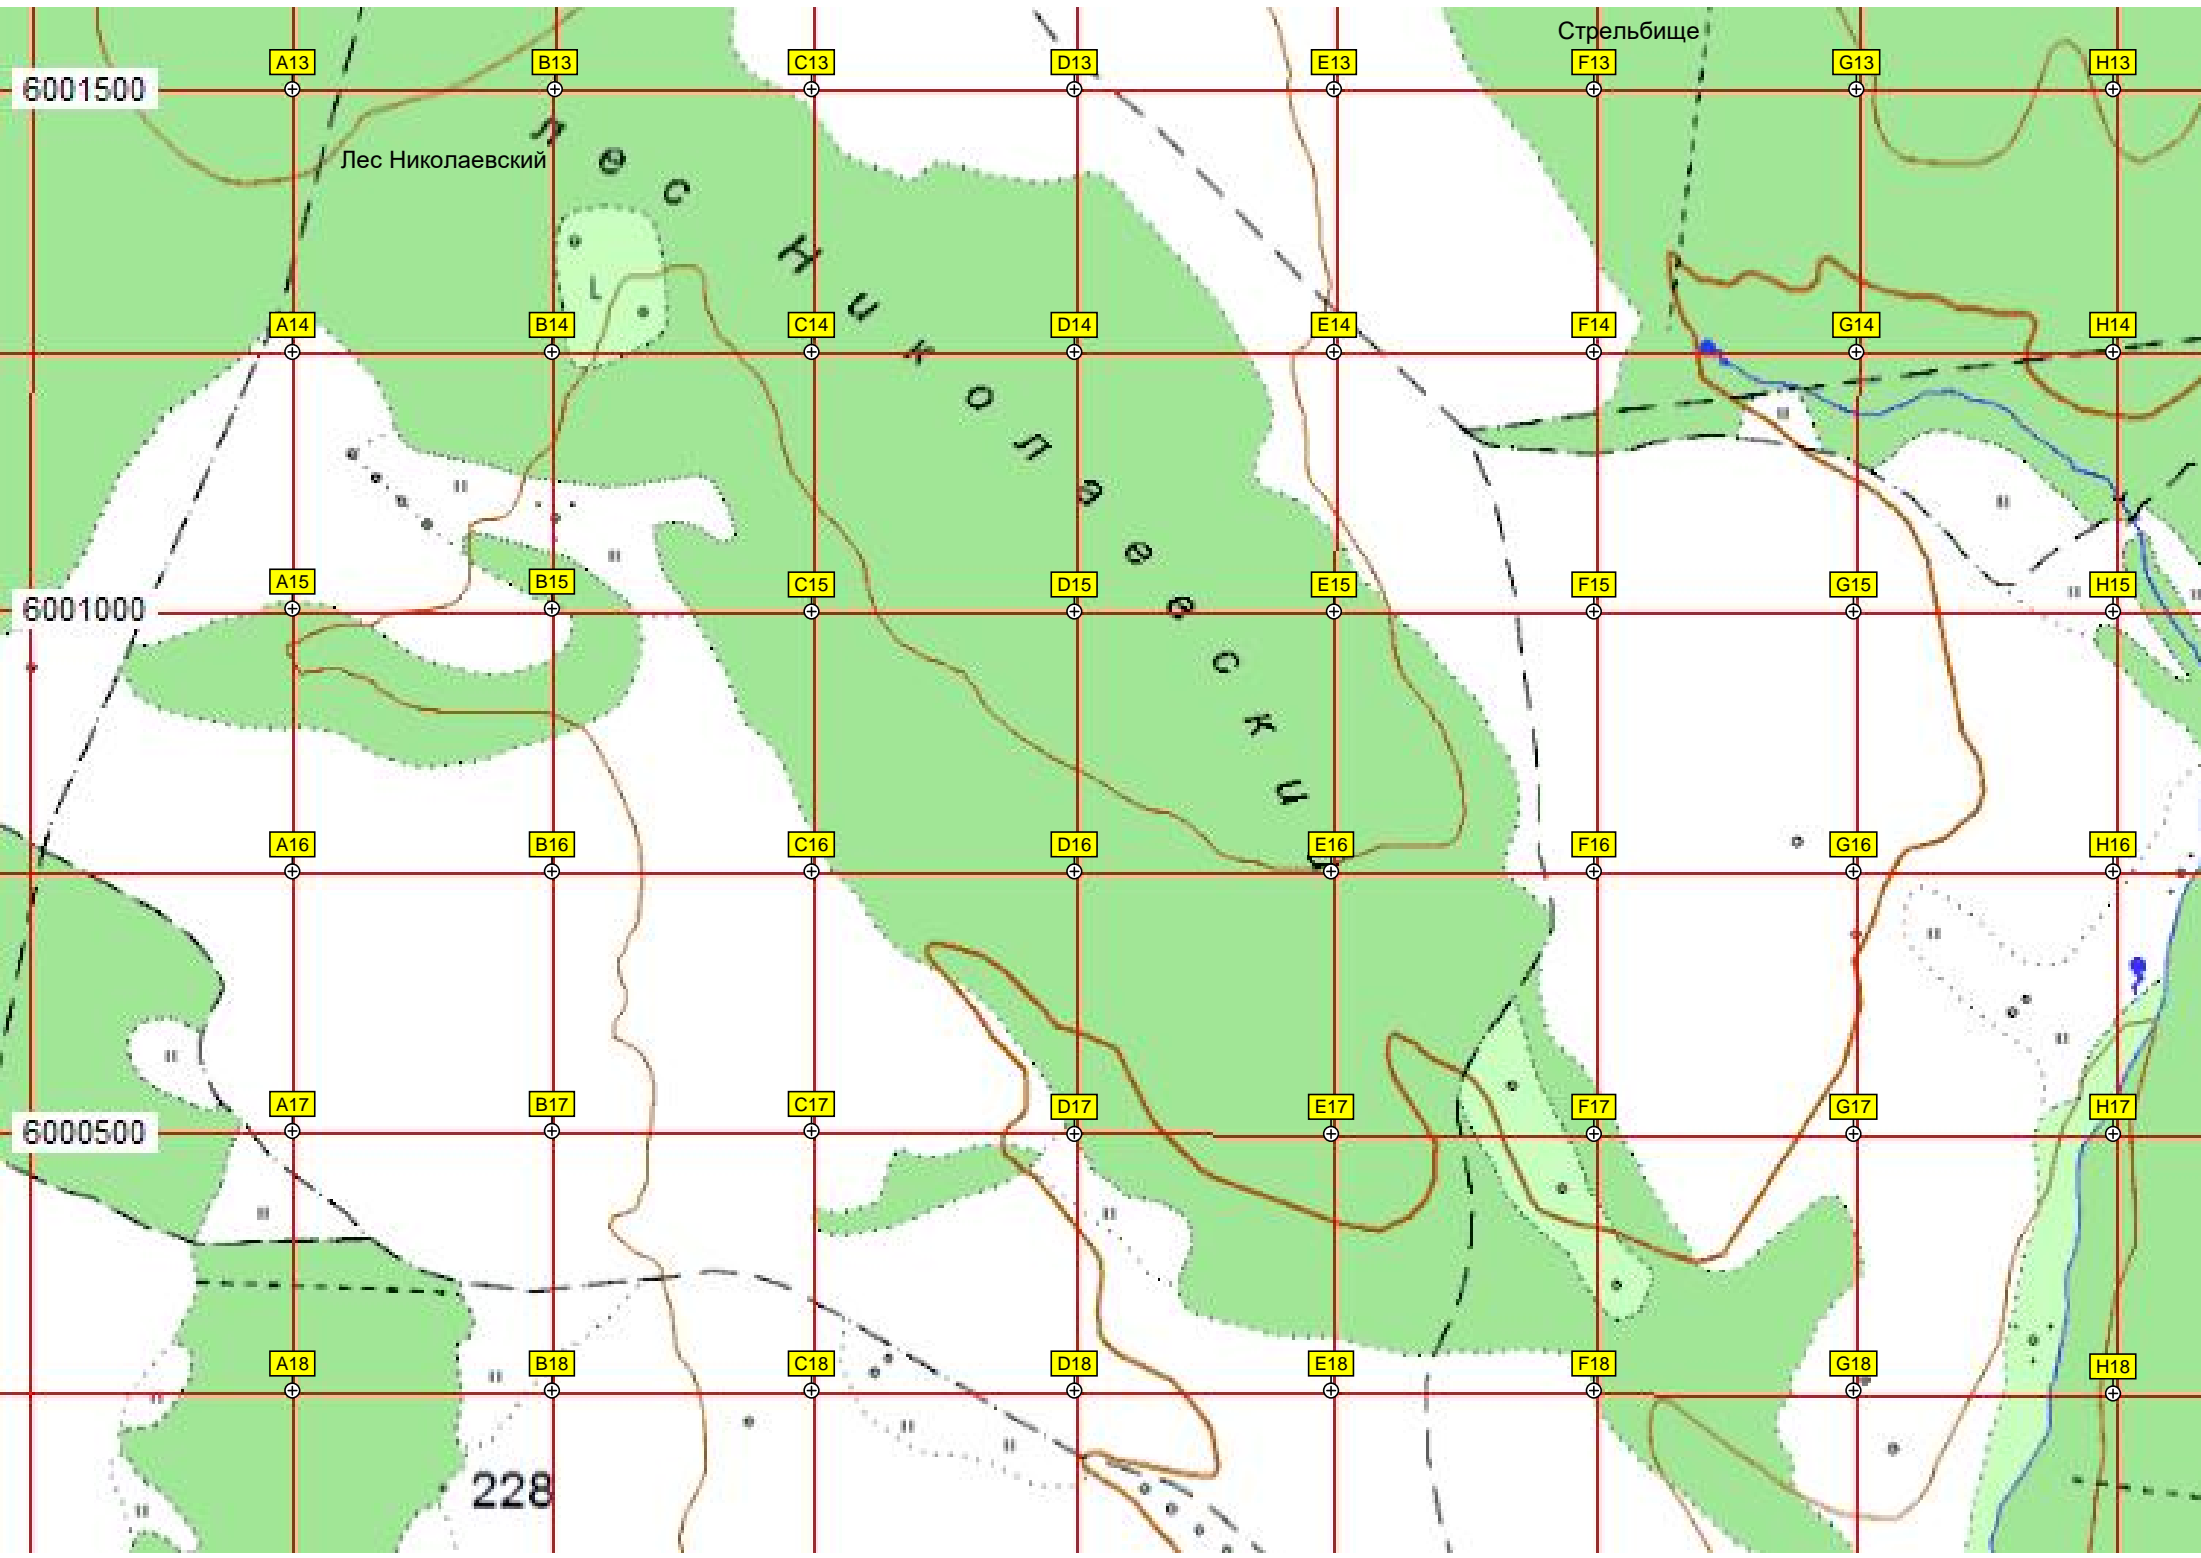 Стрельбище
A13 B13 C13 D13 E13 F13 G13 H13
6001500
Лес Николаевский
лес Николаевски
A14 B14 C14 D14 E14 F14 G14 H14
A15 B15 C15 D15 E15 F15 G15 H15
6001000
A16 B16 C16 D16 E16 F16 G16 H16
A17 B17 C17 D17 E17 F17 G17 H17
6000500
A18 B18 C18 D18 E18 F18 G18 H18
228